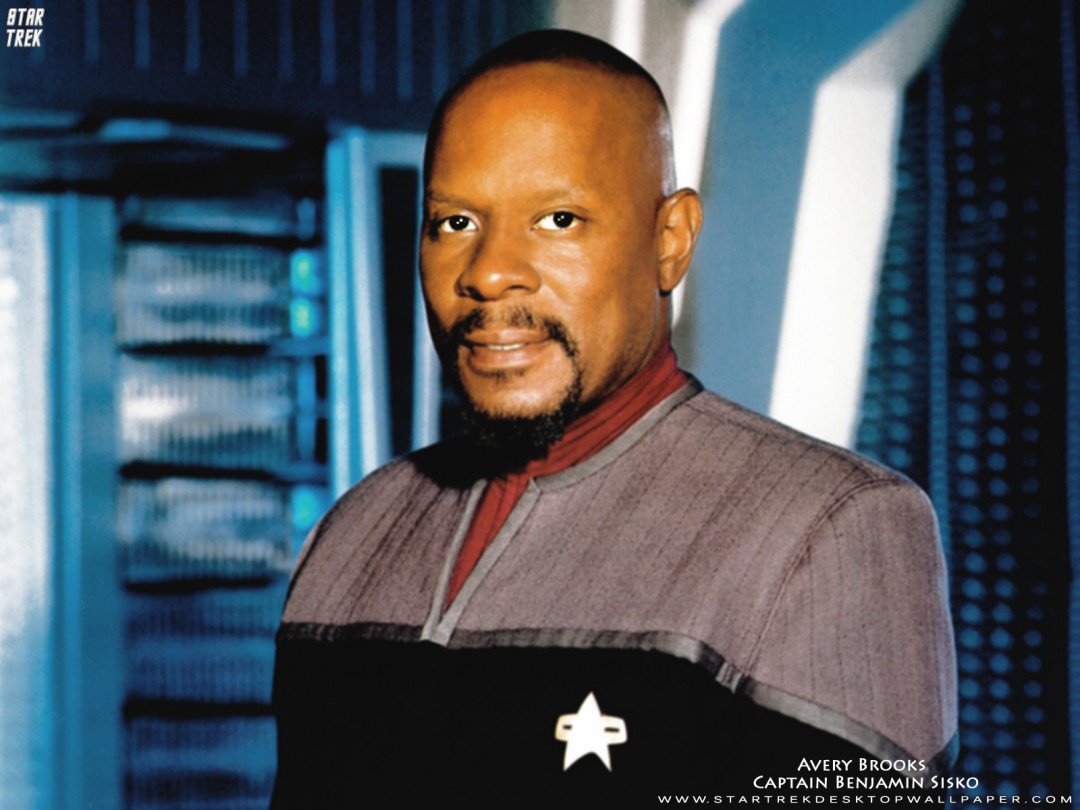 STAR
TREK
AVERY BROOKS
CAPTAIN BENJAMIN SISKO
WWW.STARTREKDESKTOPWALLPAPER.COM